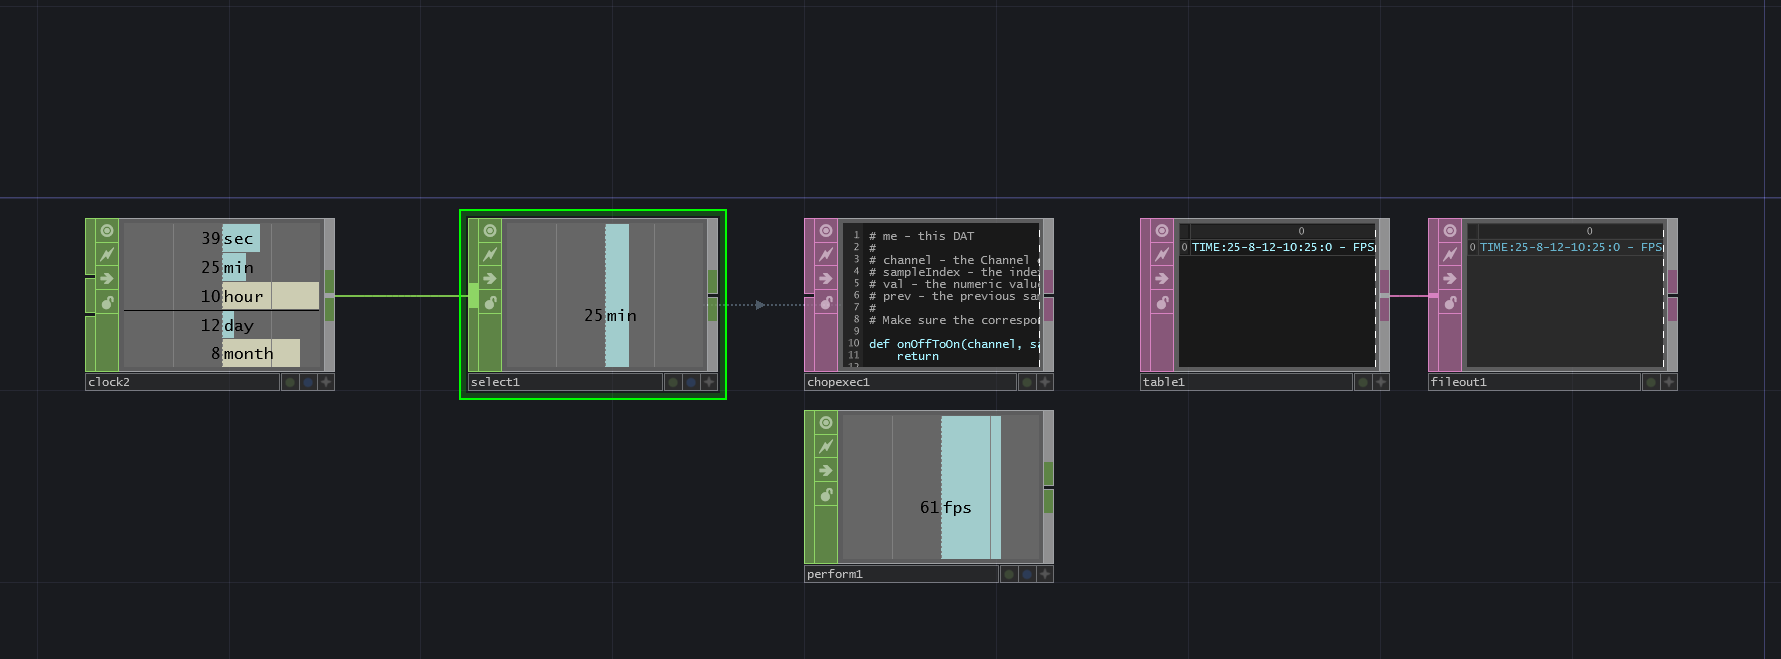 39 sec
25 min
10 hour
12 day
8 month
clock2
25 min
select1
1 # me - this DAT
2 #
3 # channel - the Channel
4 # sampleIndex - the inde
5 # val - the numeric valu
6 # prev - the previous sa
7 #
8 # Make sure the correspo
9
10 def onOffToOn(channel, sa
11 return
12
chopexec1
61 fps
perform1
0
0 TIME:25-8-12-10:25:0 - FPS
table1
0
0 TIME:25-8-12-10:25:0 - FPS
fileout1